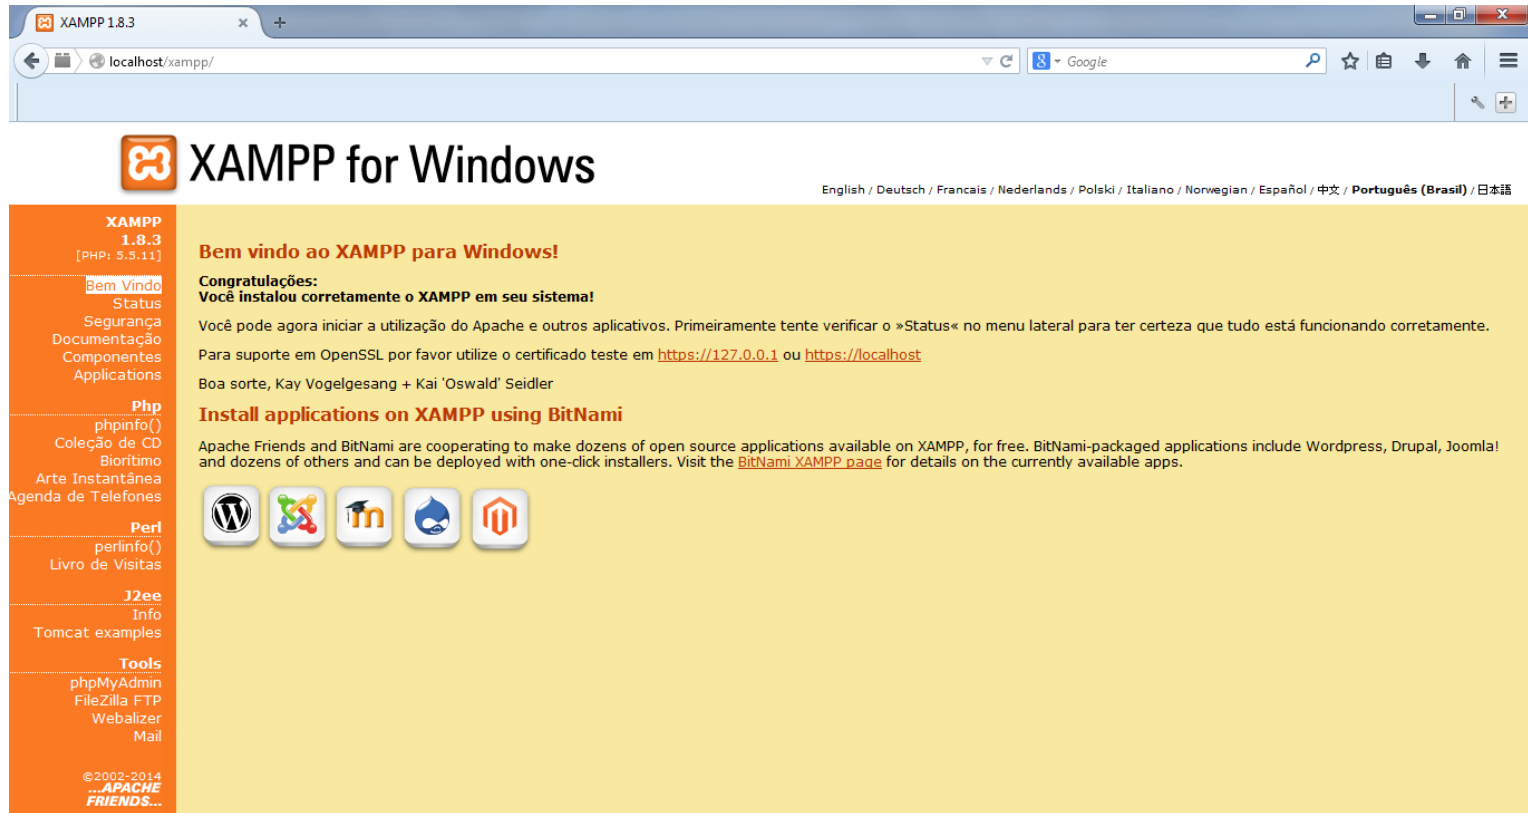 XAMPP 1.8.3
localhost/xampp/
Google
XAMPP for Windows
English / Deutsch / Francais / Nederlands / Polski / Italiano / Norwegian / Español / 中文 / Português (Brasil) / 日本語
XAMPP
1.8.3
[PHP: 5.5.11]
Bem Vindo
Status
Segurança
Documentação
Componentes
Applications
Php
phpinfo()
Coleção de CD
Biorítimo
Arte Instantânea
Agenda de Telefones
Perl
perlinfo()
Livro de Visitas
J2ee
Info
Tomcat examples
Tools
phpMyAdmin
FileZilla FTP
Webalizer
Mail
©2002-2014
...APACHE
FRIENDS...
Bem vindo ao XAMPP para Windows!
Congratulações:
Você instalou corretamente o XAMPP em seu sistema!
Você pode agora iniciar a utilização do Apache e outros aplicativos. Primeiramente tente verificar o »Status« no menu lateral para ter certeza que tudo está funcionando corretamente.
Para suporte em OpenSSL por favor utilize o certificado teste em https://127.0.0.1 ou https://localhost
Boa sorte, Kay Vogelgesang + Kai 'Oswald' Seidler
Install applications on XAMPP using BitNami
Apache Friends and BitNami are cooperating to make dozens of open source applications available on XAMPP, for free. BitNami-packaged applications include Wordpress, Drupal, Joomla!
and dozens of others and can be deployed with one-click installers. Visit the BitNami XAMPP page for details on the currently available apps.